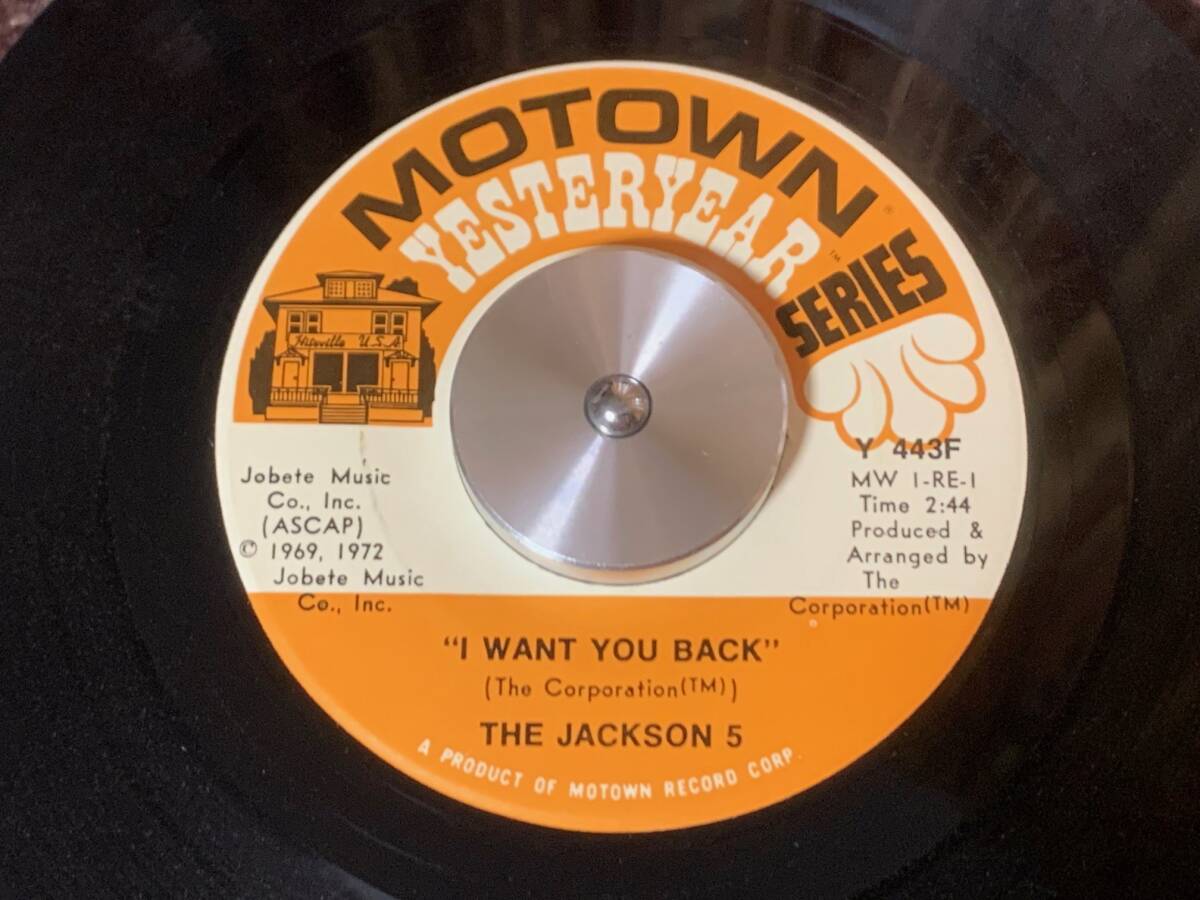 MOTOWN®
YESTERYEAR™
SERIES
Hitsville U.S.A
Jobete Music
Co., Inc.
(ASCAP)
© 1969, 1972
Jobete Music
Co., Inc.
Y 443F
MW 1-RE-1
Time 2:44
Produced &
Arranged by
The
Corporation(TM)
"I WANT YOU BACK"
(The Corporation(TM))
THE JACKSON 5
A PRODUCT OF MOTOWN RECORD CORP.